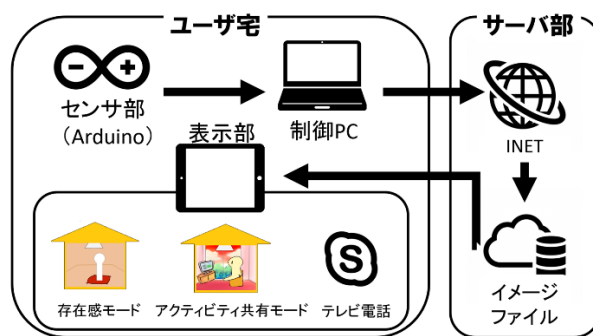 ユーザ宅
サーバ部
センサ部
（Arduino）
制御PC
INET
表示部
イメージ
ファイル
存在感モード
アクティビティ共有モード
テレビ電話